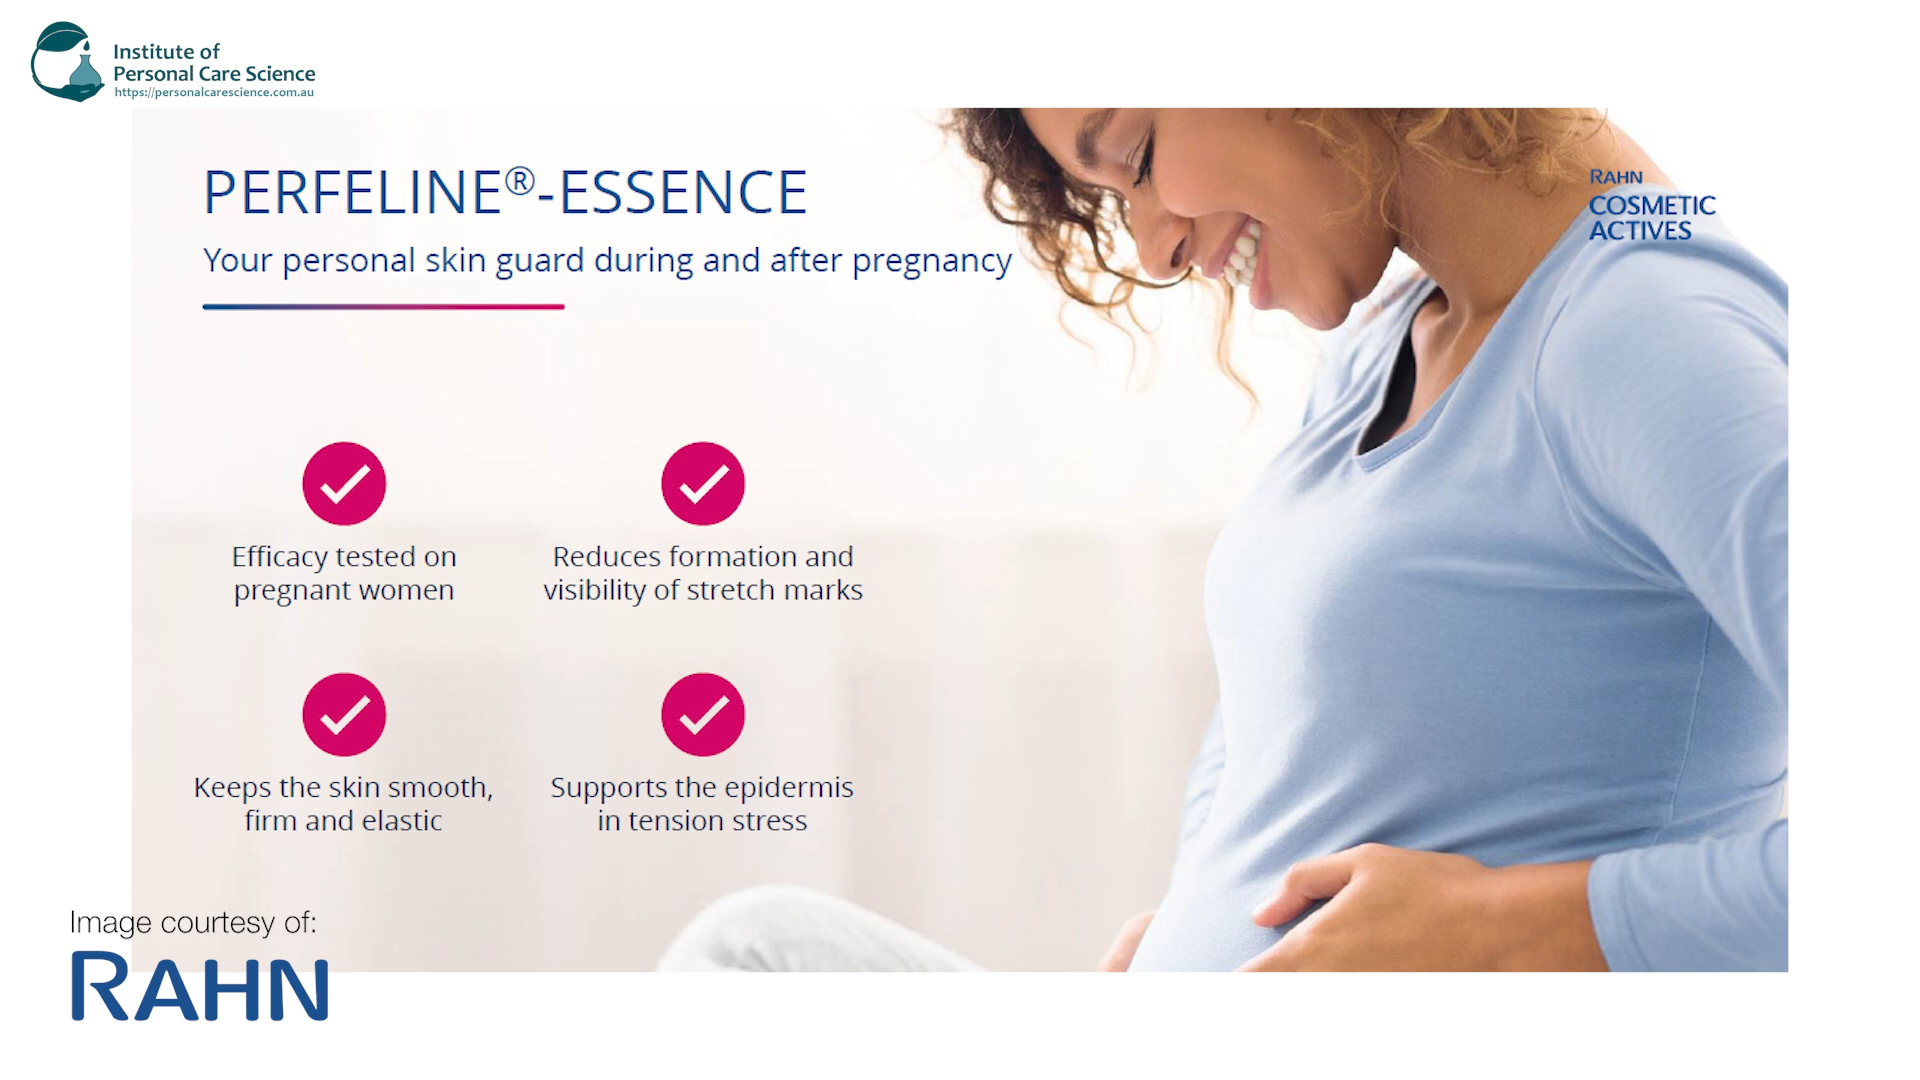 Institute of
Personal Care Science
https://personalcarescience.com.au
PERFELINE®-ESSENCE
Your personal skin guard during and after pregnancy
RAHN
COSMETIC
ACTIVES
Efficacy tested on
pregnant women
Reduces formation and
visibility of stretch marks
Keeps the skin smooth,
firm and elastic
Supports the epidermis
in tension stress
Image courtesy of:
RAHN